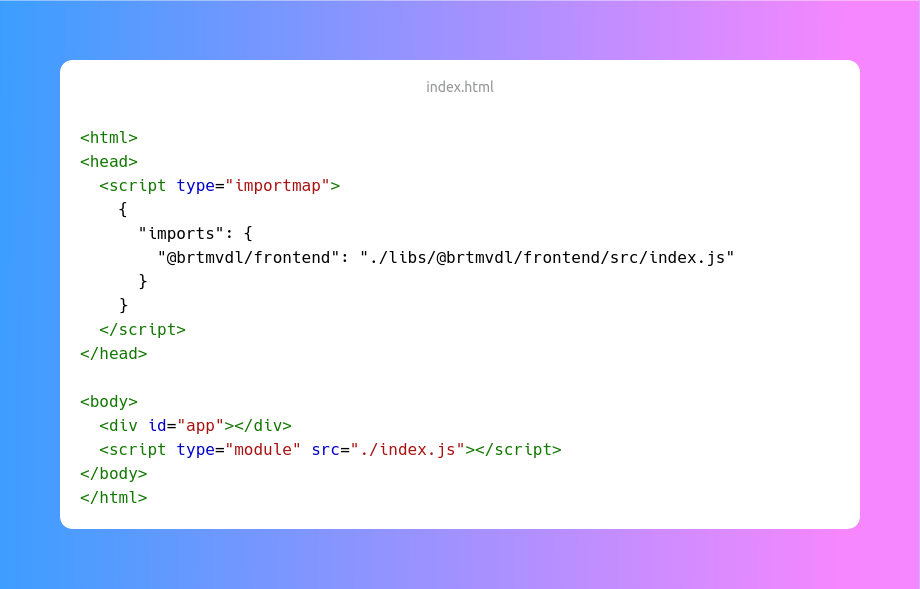 index.html
<html>
<head>
  <script type="importmap">
    {
      "imports": {
        "@brtmvdl/frontend": "./libs/@brtmvdl/frontend/src/index.js"
      }
    }
  </script>
</head>
<body>
  <div id="app"></div>
  <script type="module" src="./index.js"></script>
</body>
</html>